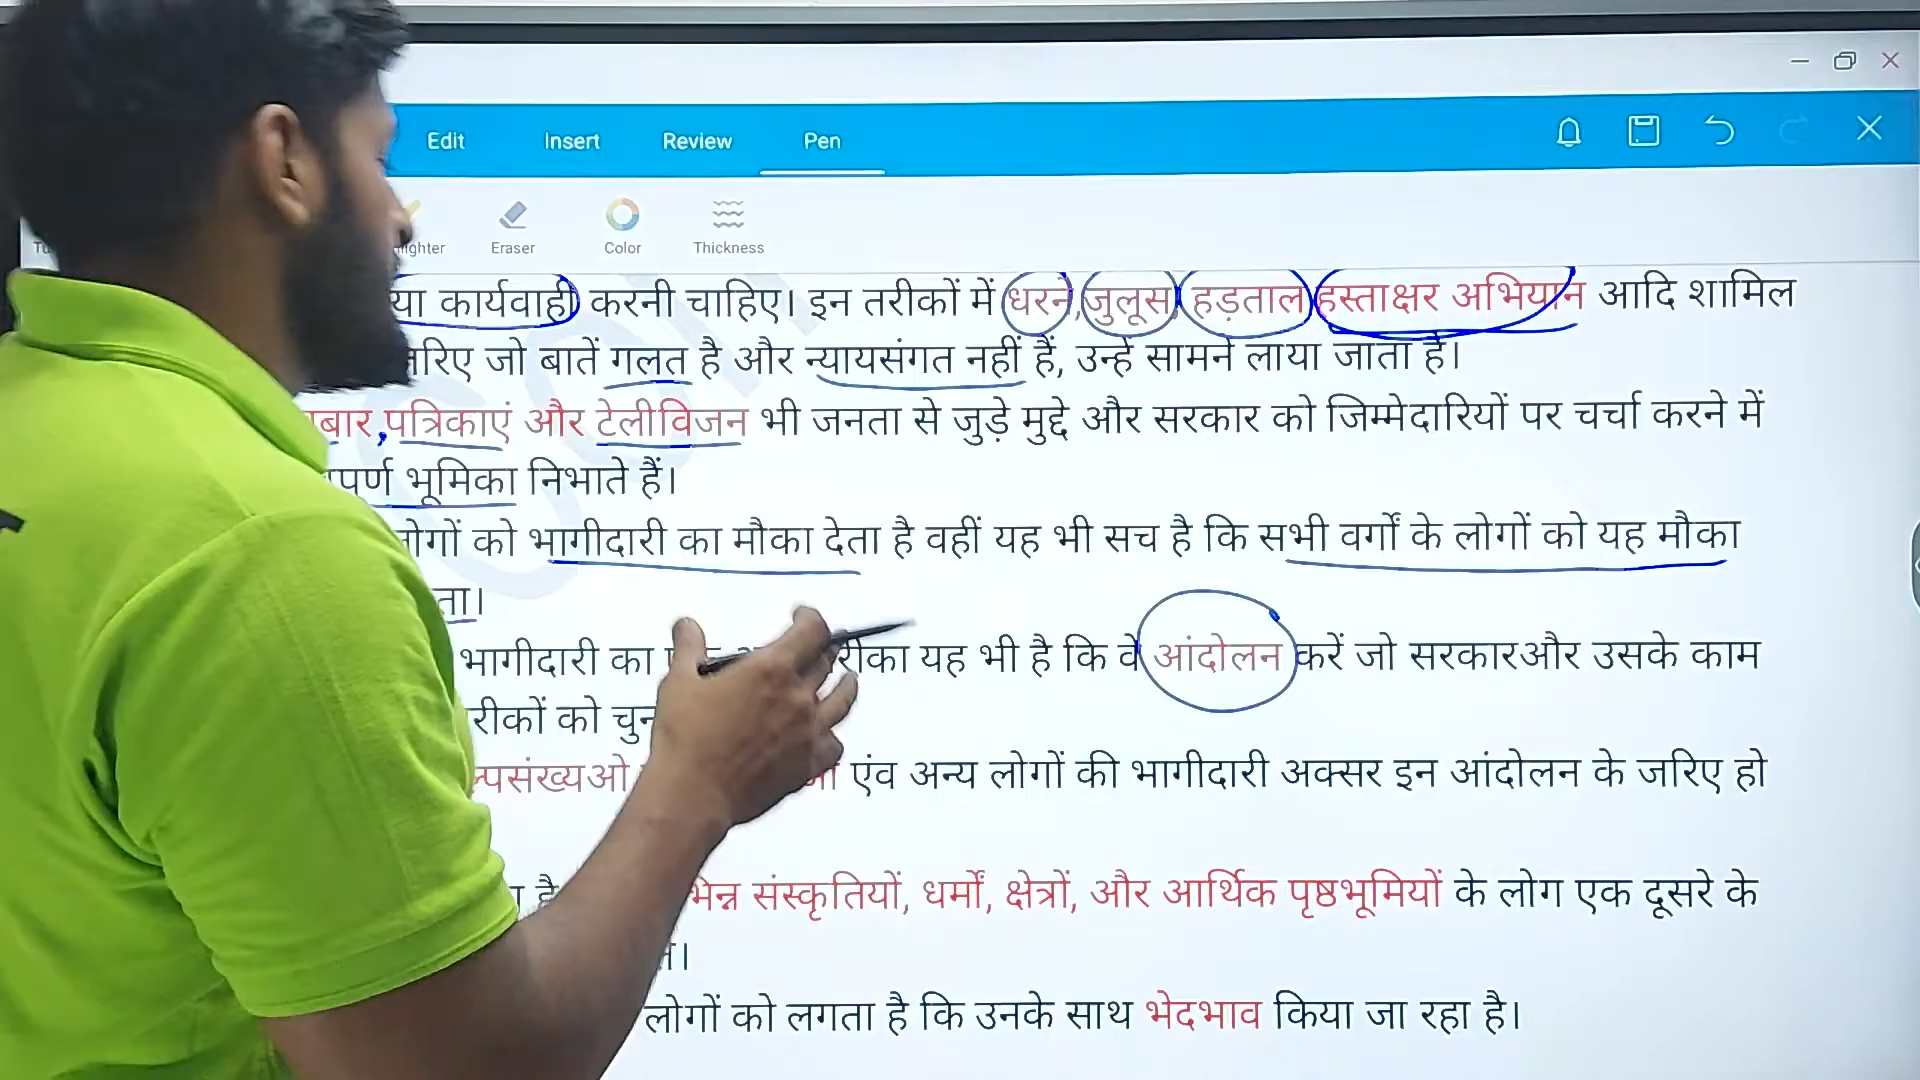 Edit Insert Review Pen
Eraser Color Thickness
या कार्यवाही करनी चाहिए। इन तरीकों में धरने, जुलूस, हड़ताल हस्ताक्षर अभियान आदि शामिल
जो बातें गलत है और न्यायसंगत नहीं हैं, उन्हें सामने लाया जाता है।
पत्रिकाएं और टेलीविजन भी जनता से जुड़े मुद्दे और सरकार को जिम्मेदारियों पर चर्चा करने में
भूमिका निभाते हैं।
को भागीदारी का मौका देता है वहीं यह भी सच है कि सभी वर्गों के लोगों को यह मौका
भागीदारी का यह भी है कि वे आंदोलन करें जो सरकारऔर उसके काम
को
एंव अन्य लोगों की भागीदारी अक्सर इन आंदोलन के जरिए हो
संस्कृतियों, धर्मों, क्षेत्रों, और आर्थिक पृष्ठभूमियों के लोग एक दूसरे के
लोगों को लगता है कि उनके साथ भेदभाव किया जा रहा है।